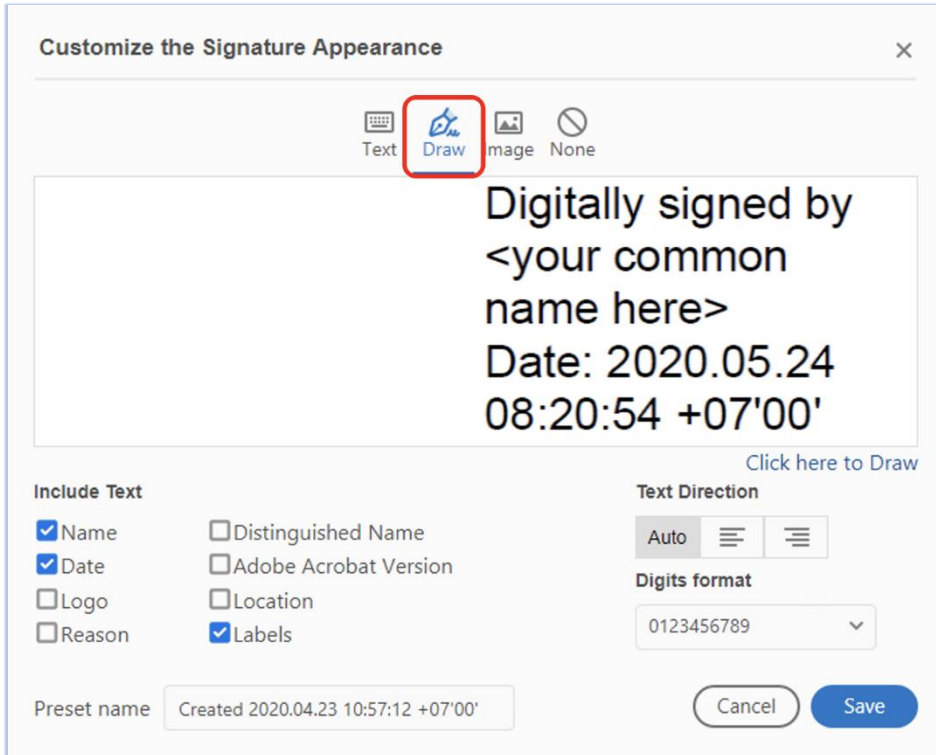 Customize the Signature Appearance
Text
Draw
mage
None
Digitally signed by
<your common
name here>
Date: 2020.05.24
08:20:54 +07'00'
Click here to Draw
Include Text
Name
Distinguished Name
Date
Adobe Acrobat Version
Logo
Location
Reason
Labels
Text Direction
Auto
Digits format
0123456789
Preset name
Created 2020.04.23 10:57:12 +07'00'
Cancel
Save